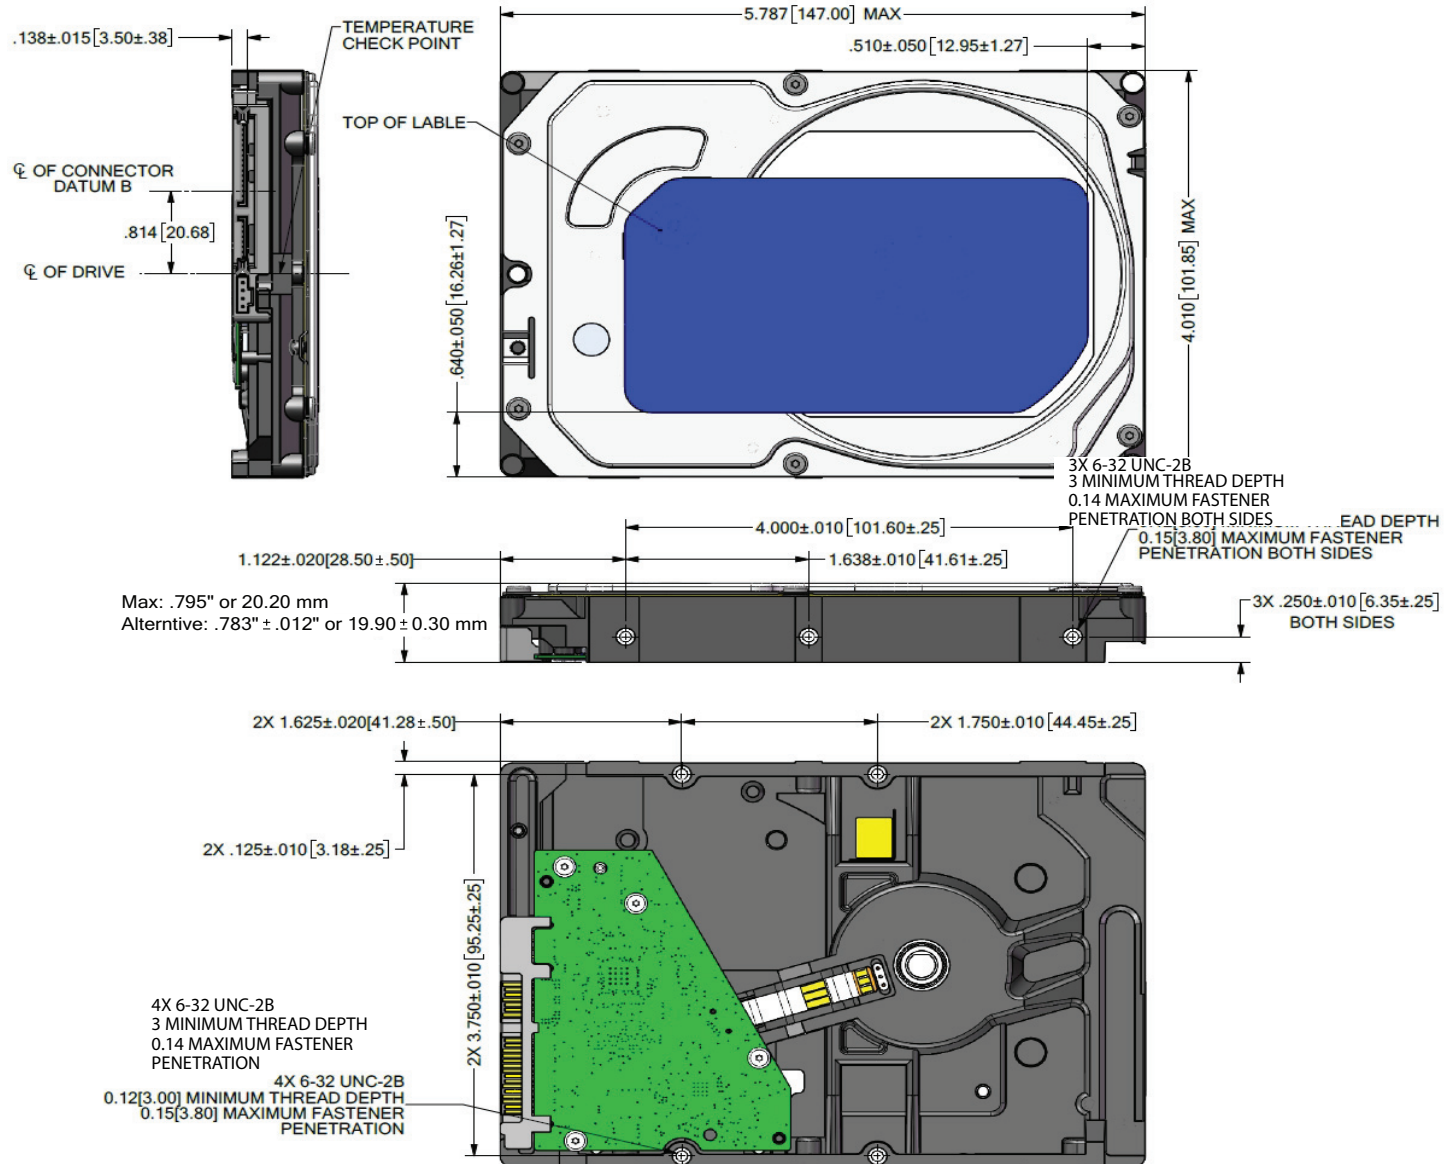 5.787[147.00] MAX
.138±.015[3.50±.38]
TEMPERATURE
CHECK POINT
.510±.050[12.95±1.27]
TOP OF LABLE
℄ OF CONNECTOR
DATUM B
.814[20.68]
℄ OF DRIVE
.640±.050[16.26±1.27]
4.010[101.85] MAX
3X 6-32 UNC-2B
3 MINIMUM THREAD DEPTH
0.14 MAXIMUM FASTENER
PENETRATION BOTH SIDES
EAD DEPTH
0.15[3.80] MAXIMUM FASTENER
PENETRATION BOTH SIDES
4.000±.010[101.60±.25]
1.122±.020[28.50±.50]
1.638±.010[41.61±.25]
Max: .795" or 20.20 mm
Alterntive: .783" ± .012" or 19.90 ± 0.30 mm
3X .250±.010[6.35±.25]
BOTH SIDES
2X 1.625±.020[41.28±.50]
2X 1.750±.010[44.45±.25]
2X .125±.010[3.18±.25]
2X 3.750±.010[95.25±.25]
4X 6-32 UNC-2B
3 MINIMUM THREAD DEPTH
0.14 MAXIMUM FASTENER
PENETRATION
4X 6-32 UNC-2B
0.12[3.00] MINIMUM THREAD DEPTH
0.15[3.80] MAXIMUM FASTENER
PENETRATION